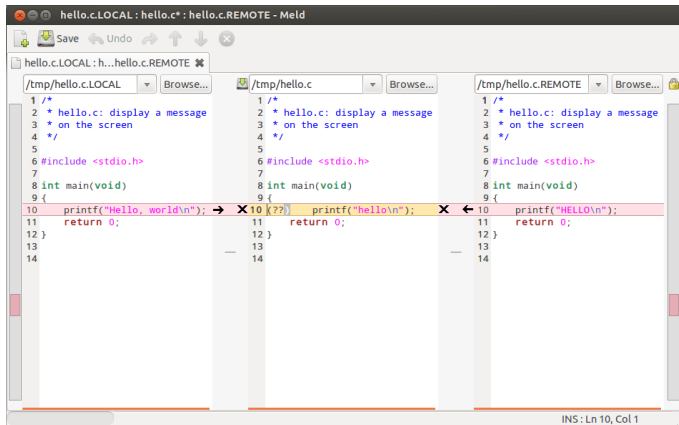 hello.c.LOCAL : hello.c* : hello.c.REMOTE - Meld
Save Undo
hello.c.LOCAL : h...hello.c.REMOTE
/tmp/hello.c.LOCAL Browse...
1 /*
2  * hello.c: display a message
3  * on the screen
4  */
5
6 #include <stdio.h>
7
8 int main(void)
9 {
10     printf("Hello, world\n");
11     return 0;
12 }
13
14
/tmp/hello.c Browse...
1 /*
2  * hello.c: display a message
3  * on the screen
4  */
5
6 #include <stdio.h>
7
8 int main(void)
9 {
10 (??)    printf("hello\n");
11     return 0;
12 }
13
14
/tmp/hello.c.REMOTE Browse...
1 /*
2  * hello.c: display a message
3  * on the screen
4  */
5
6 #include <stdio.h>
7
8 int main(void)
9 {
10     printf("HELLO\n");
11     return 0;
12 }
13
14
INS : Ln 10, Col 1